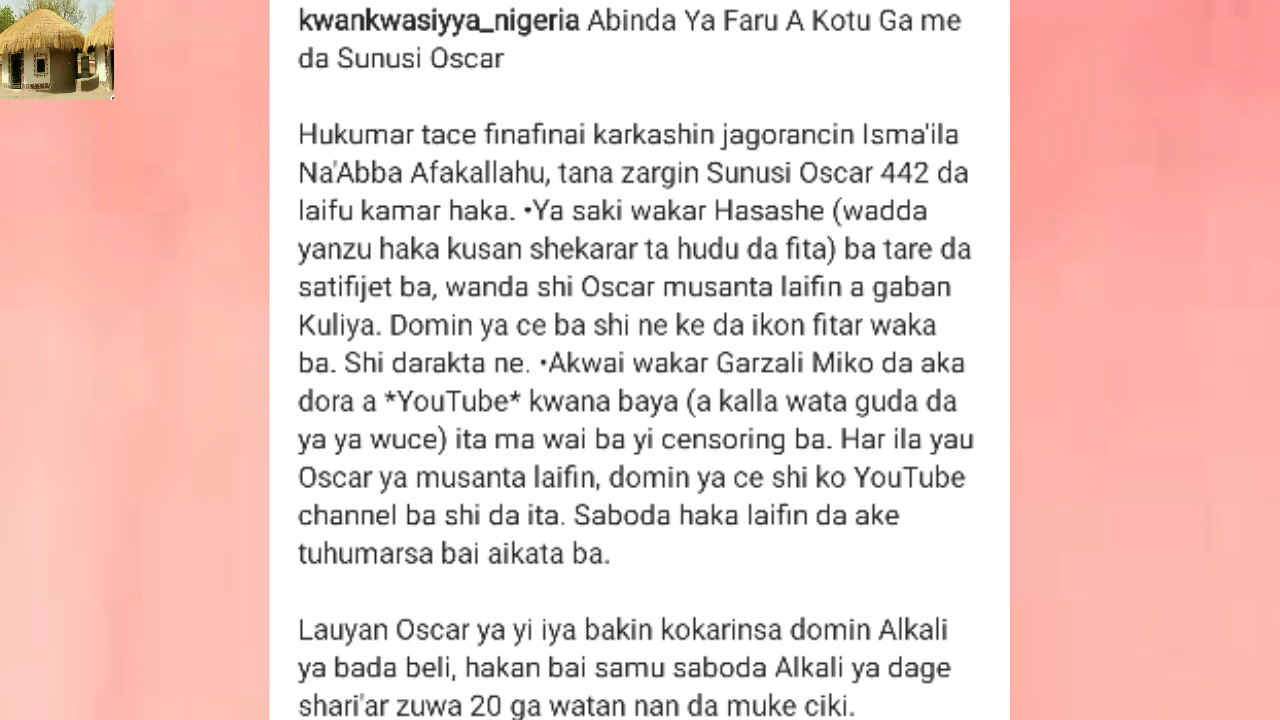 kwankwasiyya_nigeria Abinda Ya Faru A Kotu Ga me
da Sunusi Oscar
Hukumar tace finafinai karkashin jagorancin Isma'ila
Na'Abba Afakallahu, tana zargin Sunusi Oscar 442 da
laifu kamar haka. •Ya saki wakar Hasashe (wadda
yanzu haka kusan shekarar ta hudu da fita) ba tare da
satifijet ba, wanda shi Oscar musanta laifin a gaban
Kuliya. Domin ya ce ba shi ne ke da ikon fitar waka
ba. Shi darakta ne. •Akwai wakar Garzali Miko da aka
dora a *YouTube* kwana baya (a kalla wata guda da
ya ya wuce) ita ma wai ba yi censoring ba. Har ila yau
Oscar ya musanta laifin, domin ya ce shi ko YouTube
channel ba shi da ita. Saboda haka laifin da ake
tuhumarsa bai aikata ba.
Lauyan Oscar ya yi iya bakin kokarinsa domin Alkali
ya bada beli, hakan bai samu saboda Alkali ya dage
shari'ar zuwa 20 ga watan nan da muke ciki.